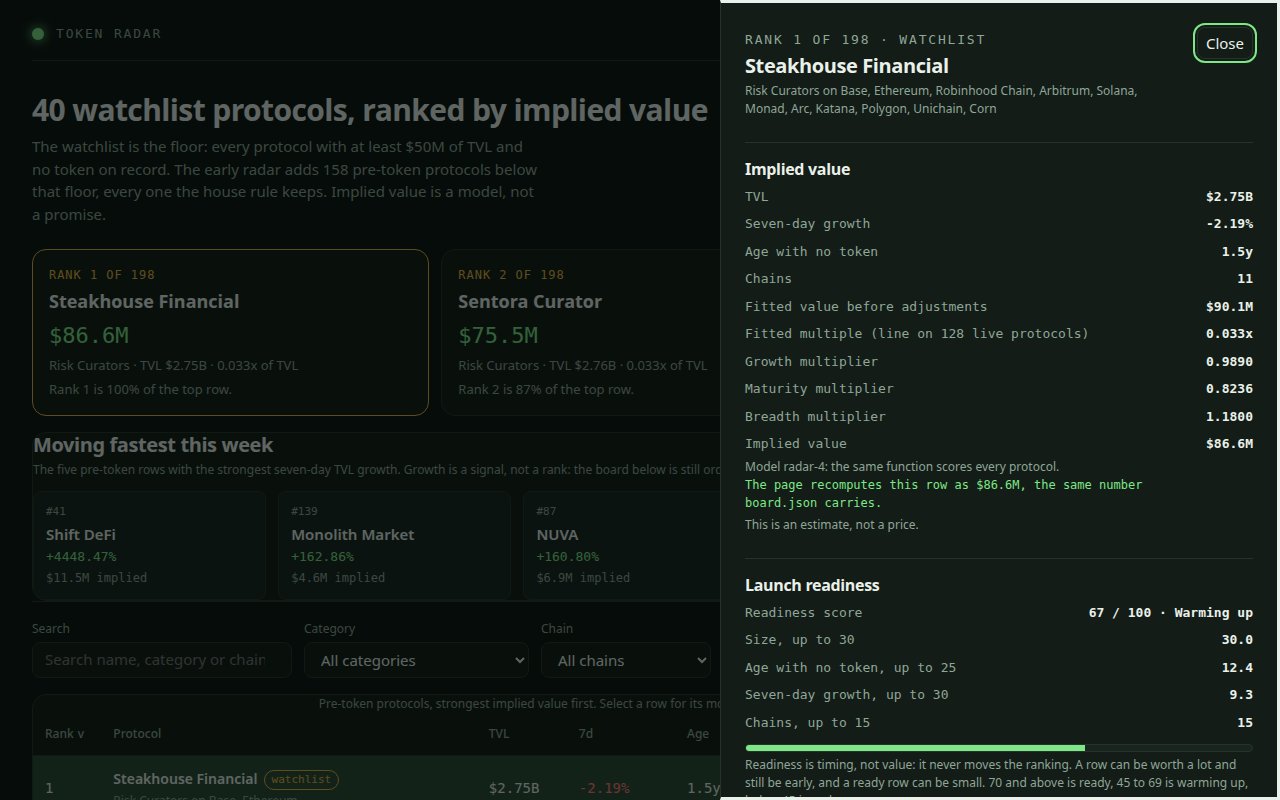 TOKEN RADAR
40 watchlist protocols, ranked by implied value
The watchlist is the floor: every protocol with at least $50M of TVL and
no token on record. The early radar adds 158 pre-token protocols below
that floor, every one the house rule keeps. Implied value is a model, not
a promise.
RANK 1 OF 198
Steakhouse Financial
$86.6M
Risk Curators · TVL $2.75B · 0.033x of TVL
Rank 1 is 100% of the top row.
RANK 2 OF 198
Sentora Curator
$75.5M
Risk Curators · TVL $2.76B · 0.033x of TVL
Rank 2 is 87% of the top row.
Moving fastest this week
The five pre-token rows with the strongest seven-day TVL growth. Growth is a signal, not a rank: the board below is still
#41
Shift DeFi
+4448.47%
$11.5M implied
#139
Monolith Market
+162.86%
$4.6M implied
#87
NUVA
+160.80%
$6.9M implied
Search
Category
Chain
Search name, category or chain
All categories
All chains
Pre-token protocols, strongest implied value first. Select a row for its
Rank v
Protocol
TVL
7d
Age
1
Steakhouse Financial
watchlist
Risk Curators on Base, Ethereum,
$2.75B
-2.19%
1.5y
RANK 1 OF 198 · WATCHLIST
Close
Steakhouse Financial
Risk Curators on Base, Ethereum, Robinhood Chain, Arbitrum, Solana,
Monad, Arc, Katana, Polygon, Unichain, Corn
Implied value
TVL $2.75B
Seven-day growth -2.19%
Age with no token 1.5y
Chains 11
Fitted value before adjustments $90.1M
Fitted multiple (line on 128 live protocols) 0.033x
Growth multiplier 0.9890
Maturity multiplier 0.8236
Breadth multiplier 1.1800
Implied value $86.6M
Model radar-4: the same function scores every protocol.
The page recomputes this row as $86.6M, the same number
board.json carries.
This is an estimate, not a price.
Launch readiness
Readiness score 67 / 100 · Warming up
Size, up to 30 30.0
Age with no token, up to 25 12.4
Seven-day growth, up to 30 9.3
Chains, up to 15 15
Readiness is timing, not value: it never moves the ranking. A row can be worth a lot and
still be early, and a ready row can be small. 70 and above is ready, 45 to 69 is warming up,